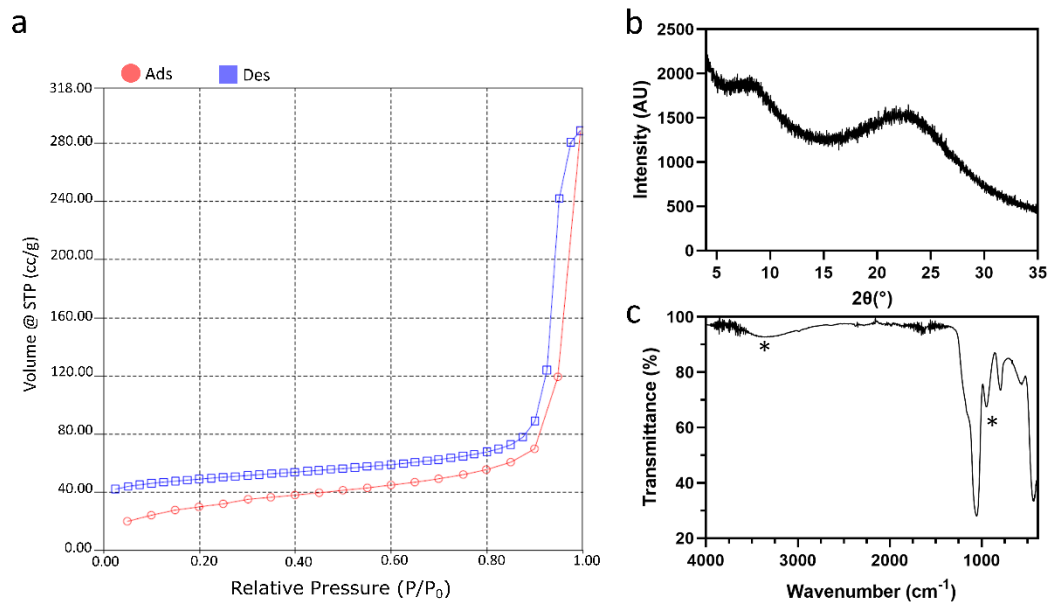 a
Ads Des
318.00
280.00
240.00
200.00
160.00
120.00
80.00
40.00
0.00
Volume @ STP (cc/g)
0.00 0.20 0.40 0.60 0.80 1.00
Relative Pressure (P/P₀)
b
2500
2000
1500
1000
500
0
Intensity (AU)
5 10 15 20 25 30 35
2θ(°)
c
100
80
60
40
20
Transmittance (%)
*
*
4000 3000 2000 1000
Wavenumber (cm⁻¹)